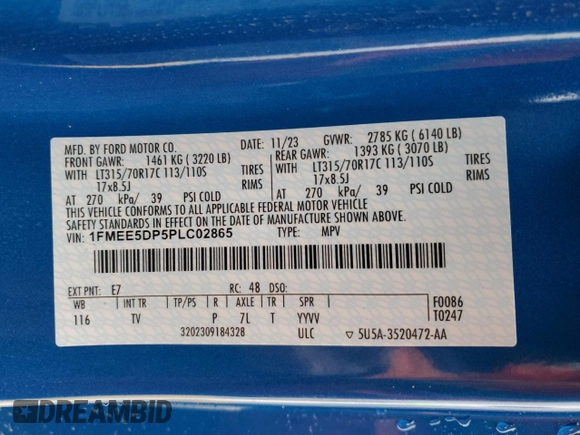 MFD. BY FORD MOTOR CO.
11/23 GVWR: 2785 KG ( 6140 LB)
FRONT GAWR: 1461 KG ( 3220 LB)
REAR GAWR: 1393 KG ( 3070 LB)
WITH LT315/70R17C 113/110S TIRES
WITH LT315/70R17C 113/110S TIRES
17x8.5J RIMS
17x8.5J RIMS
AT 270 kPa/ 39 PSI COLD
AT 270 kPa/ 39 PSI COLD
THIS VEHICLE CONFORMS TO ALL APPLICABLE FEDERAL MOTOR VEHICLE
SAFETY STANDARDS IN EFFECT ON THE DATE OF MANUFACTURE SHOWN ABOVE.
VIN: 1FMEE5DP5PLC02865
TYPE: MPV
EXT PNT: E7 RC: 48 DSO:
WB INT TR TP/PS R AXLE TR SPR
116 TV P 7L T YYVV
F0086
T0247
3202309184328 ULC ▽ 5U5A-3520472-AA
DREAMBID